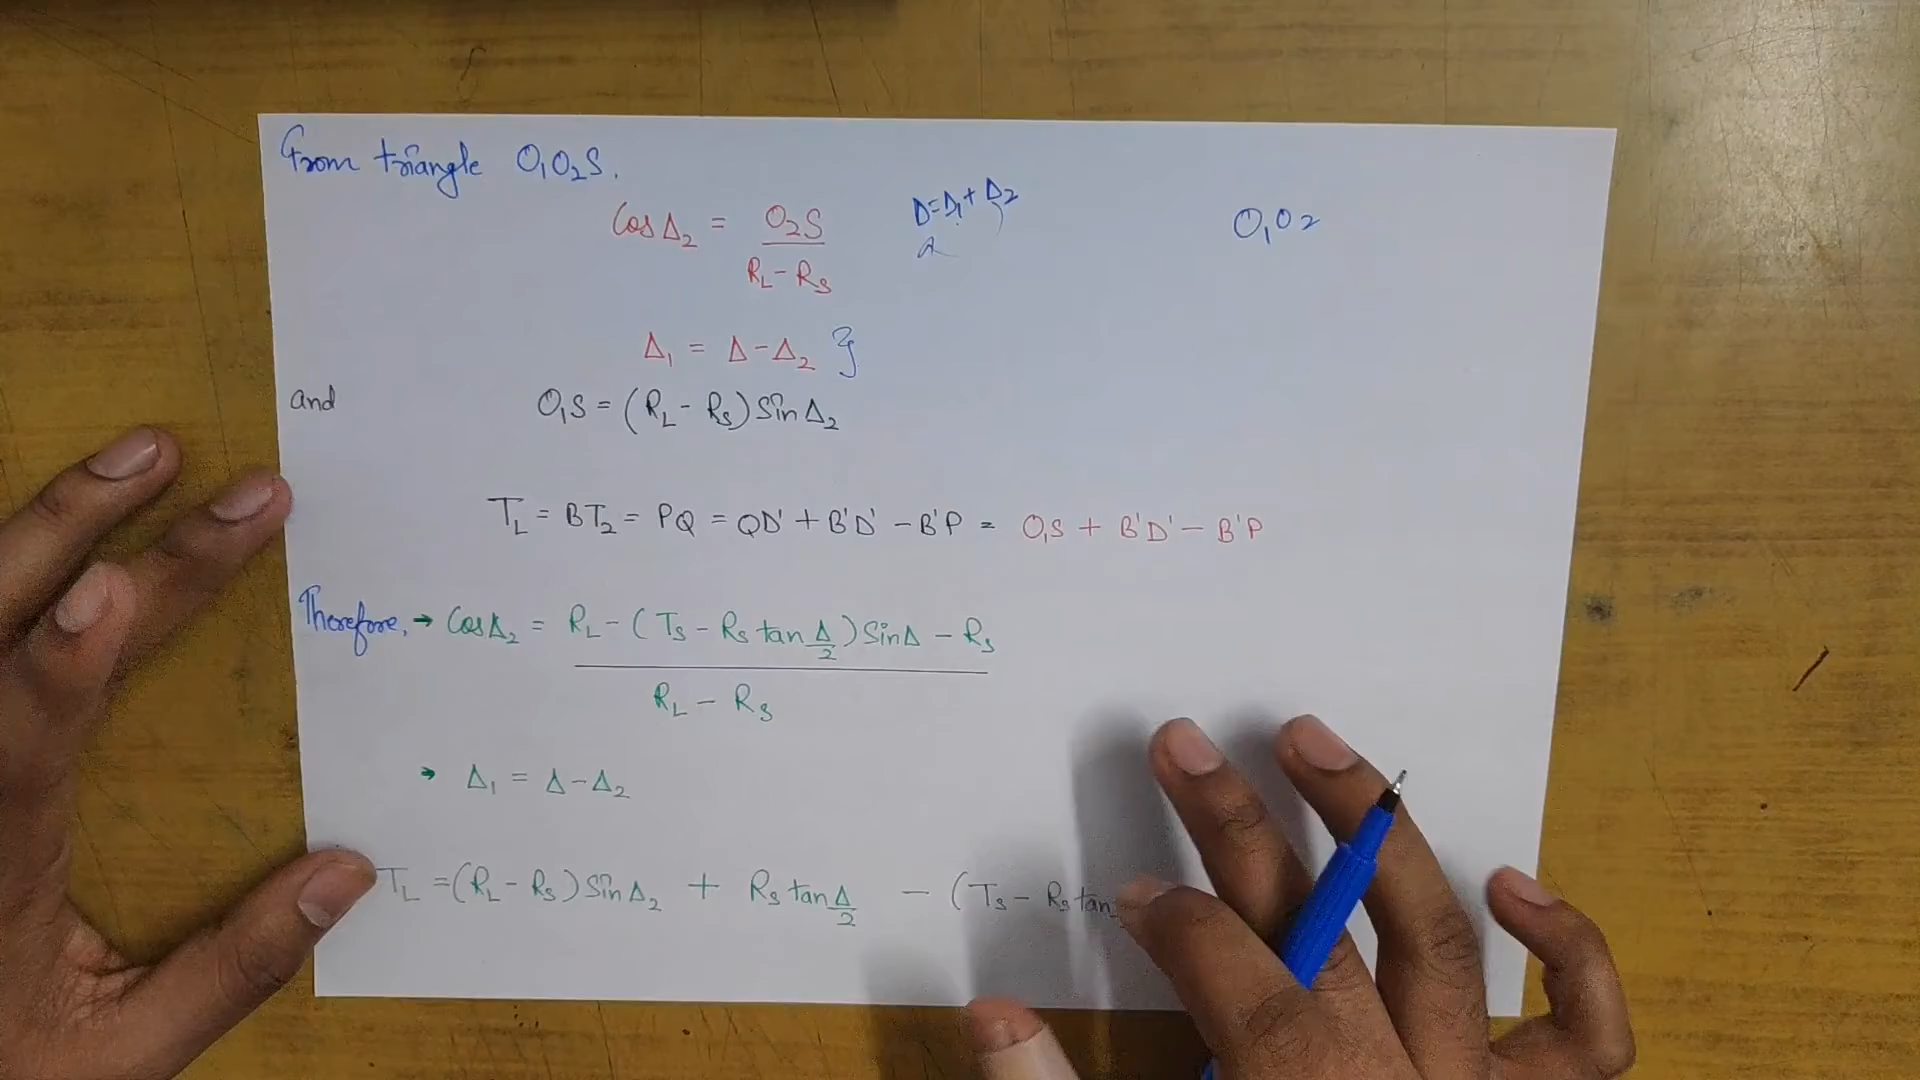 From triangle O₁O₂S.
Cos Δ₂ = O₂S / (R_L - R_S)
Δ = Δ₁ + Δ₂
O₁O₂
Δ₁ = Δ - Δ₂ }
and O₁S = (R_L - R_S) Sin Δ₂
T_L = BT₂ = PQ = QD' + B'D' - B'P = O₁S + B'D' - B'P
Therefore, → Cos Δ₂ = (R_L - (T_S - R_S tan Δ/2) Sin Δ - R_S) / (R_L - R_S)
→ Δ₁ = Δ - Δ₂
T_L = (R_L - R_S) Sin Δ₂ + R_S tan Δ/2 - (T_S - R_S tan